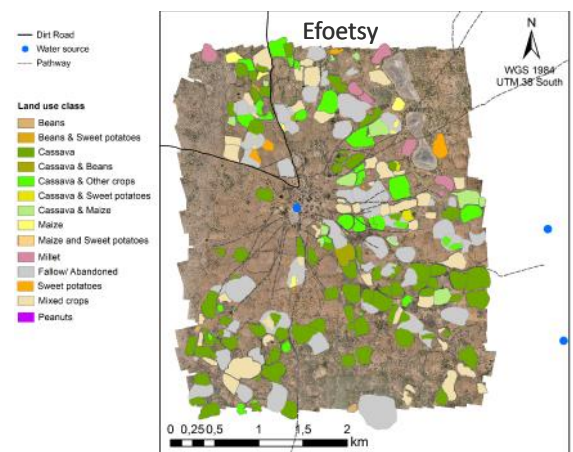 Efoetsy
Dirt Road
Water source
Pathway
N
WGS 1984
UTM 38 South
Land use class
Beans
Beans & Sweet potatoes
Cassava
Cassava & Beans
Cassava & Other crops
Cassava & Sweet potatoes
Cassava & Maize
Maize
Maize and Sweet potatoes
Millet
Fallow/ Abandoned
Sweet potatoes
Mixed crops
Peanuts
0 0,250,5 1 1,5 2
km